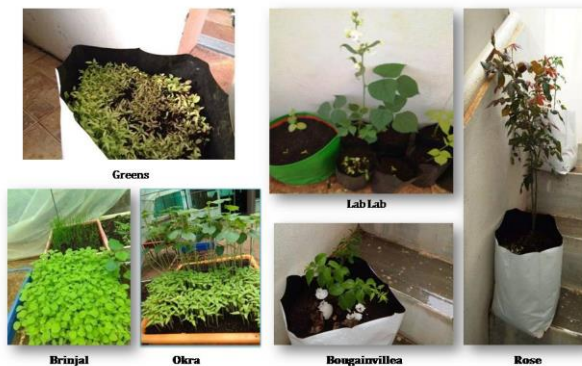 Greens
Lab Lab
Brinjal
Okra
Bougainvillea
Rose